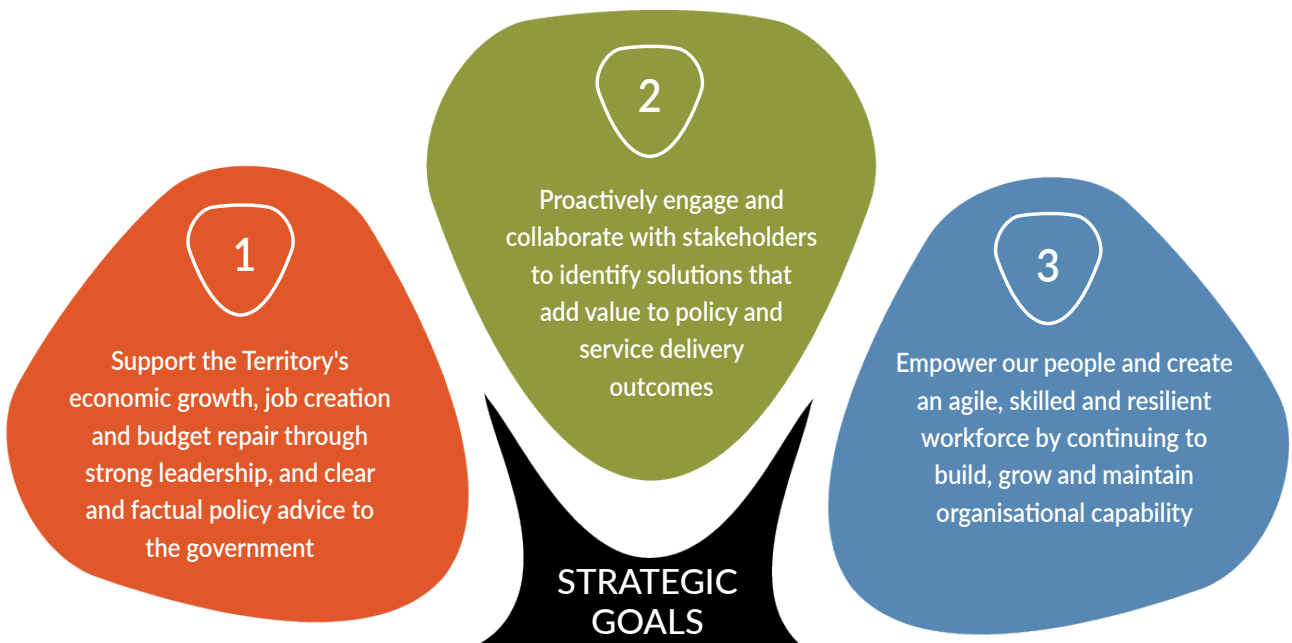 1
Support the Territory's
economic growth, job creation
and budget repair through
strong leadership, and clear
and factual policy advice to
the government
2
Proactively engage and
collaborate with stakeholders
to identify solutions that
add value to policy and
service delivery
outcomes
3
Empower our people and create
an agile, skilled and resilient
workforce by continuing to
build, grow and maintain
organisational capability
STRATEGIC
GOALS